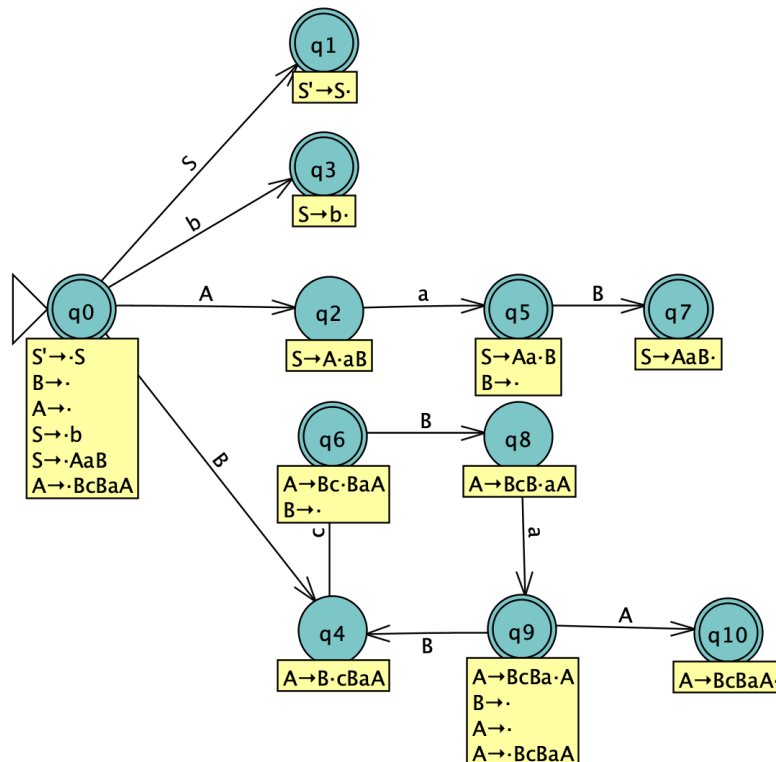 q1
S'→S·
S
q3
S→b·
b
q0
S'→·S
B→·
A→·
S→·b
S→·AaB
A→·BcBaA
A
q2
S→A·aB
a
q5
S→Aa·B
B→·
B
q7
S→AaB·
B
q6
A→Bc·BaA
B→·
B
q8
A→BcB·aA
c
a
q4
A→B·cBaA
B
q9
A→BcBa·A
B→·
A→·
A→·BcBaA
A
q10
A→BcBaA·